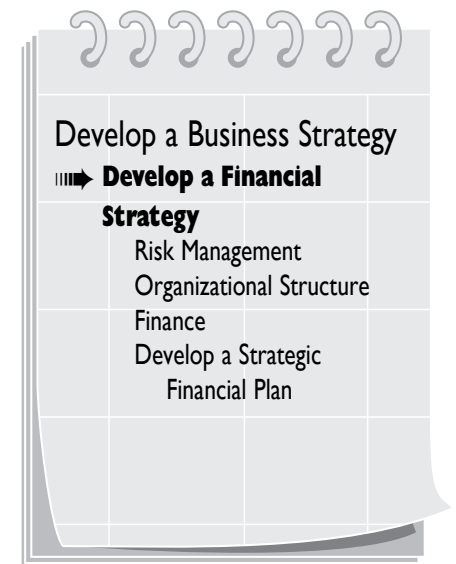 Develop a Business Strategy
Develop a Financial
Strategy
Risk Management
Organizational Structure
Finance
Develop a Strategic
Financial Plan